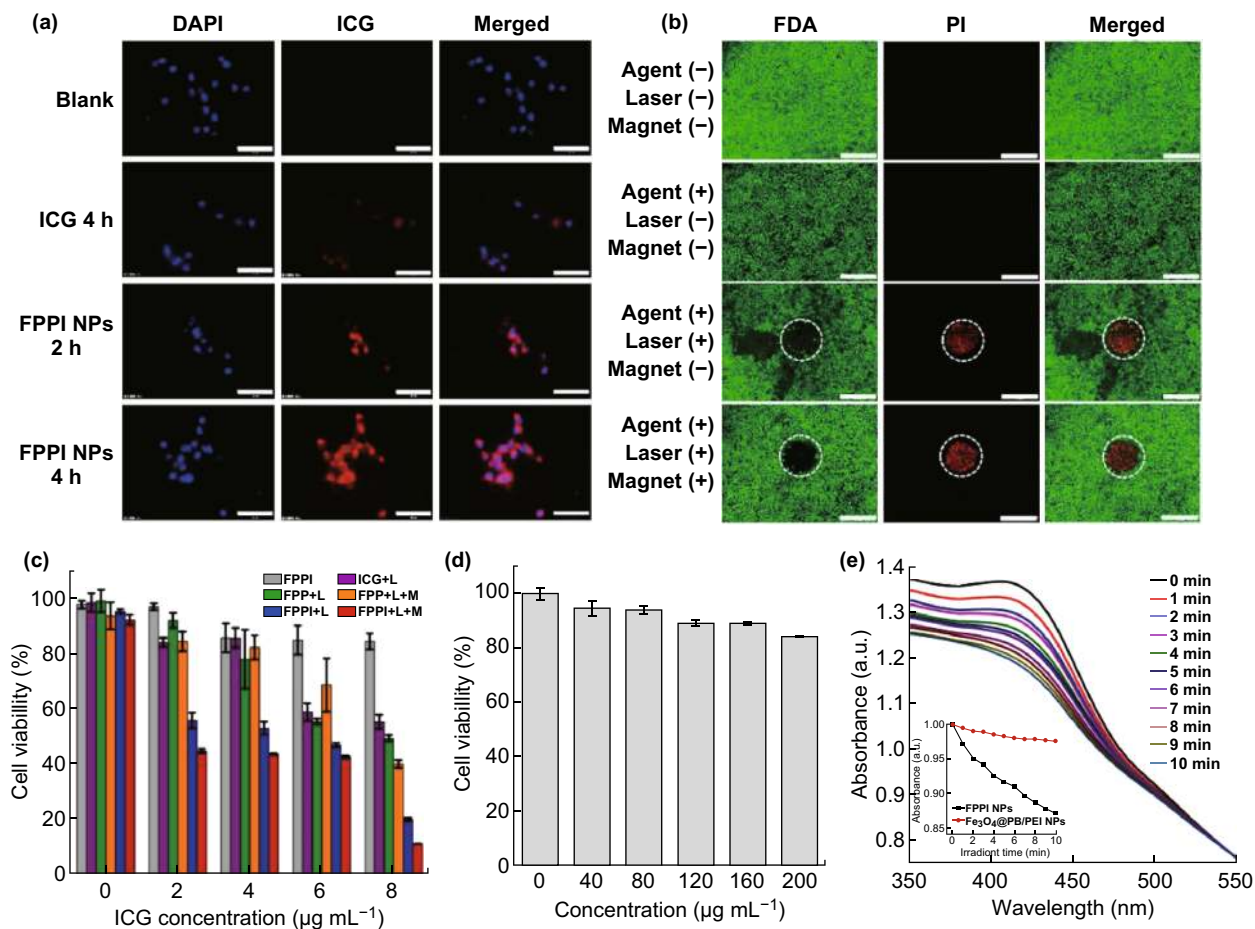 (a)
DAPI ICG Merged
Blank
ICG 4 h
FPPI NPs
2 h
FPPI NPs
4 h
(b)
FDA PI Merged
Agent (−)
Laser (−)
Magnet (−)
Agent (+)
Laser (−)
Magnet (−)
Agent (+)
Laser (+)
Magnet (−)
Agent (+)
Laser (+)
Magnet (+)
(c)
FPPI ICG+L
FPP+L FPP+L+M
FPPI+L FPPI+L+M
100
80
60
40
20
0
Cell viabillity (%)
0 2 4 6 8
ICG concentration (μg mL⁻¹)
(d)
120
100
80
60
40
20
0
Cell viability (%)
0 40 80 120 160 200
Concentration (μg mL⁻¹)
(e)
1.4
1.3
1.2
1.1
1.0
0.9
0.8
Absorbance (a.u.)
0 min
1 min
2 min
3 min
4 min
5 min
6 min
7 min
8 min
9 min
10 min
1.00
0.95
0.90
0.85
Absorbance (a.u.)
FPPI NPs
Fe₃O₄@PB/PEI NPs
0 2 4 6 8 10
Irradiont time (min)
350 400 450 500 550
Wavelength (nm)